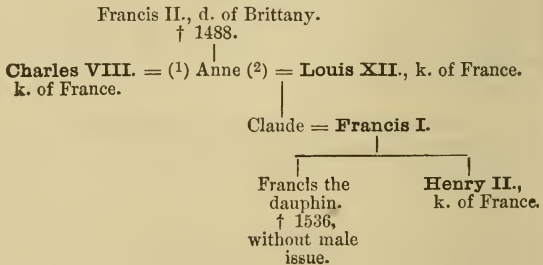 Francis II., d. of Brittany.
† 1488.
Charles VIII. = (1) Anne (2) = Louis XII., k. of France.
k. of France.
Claude = Francis I.
Francis the
dauphin.
† 1536,
without male
issue.
Henry II.,
k. of France.